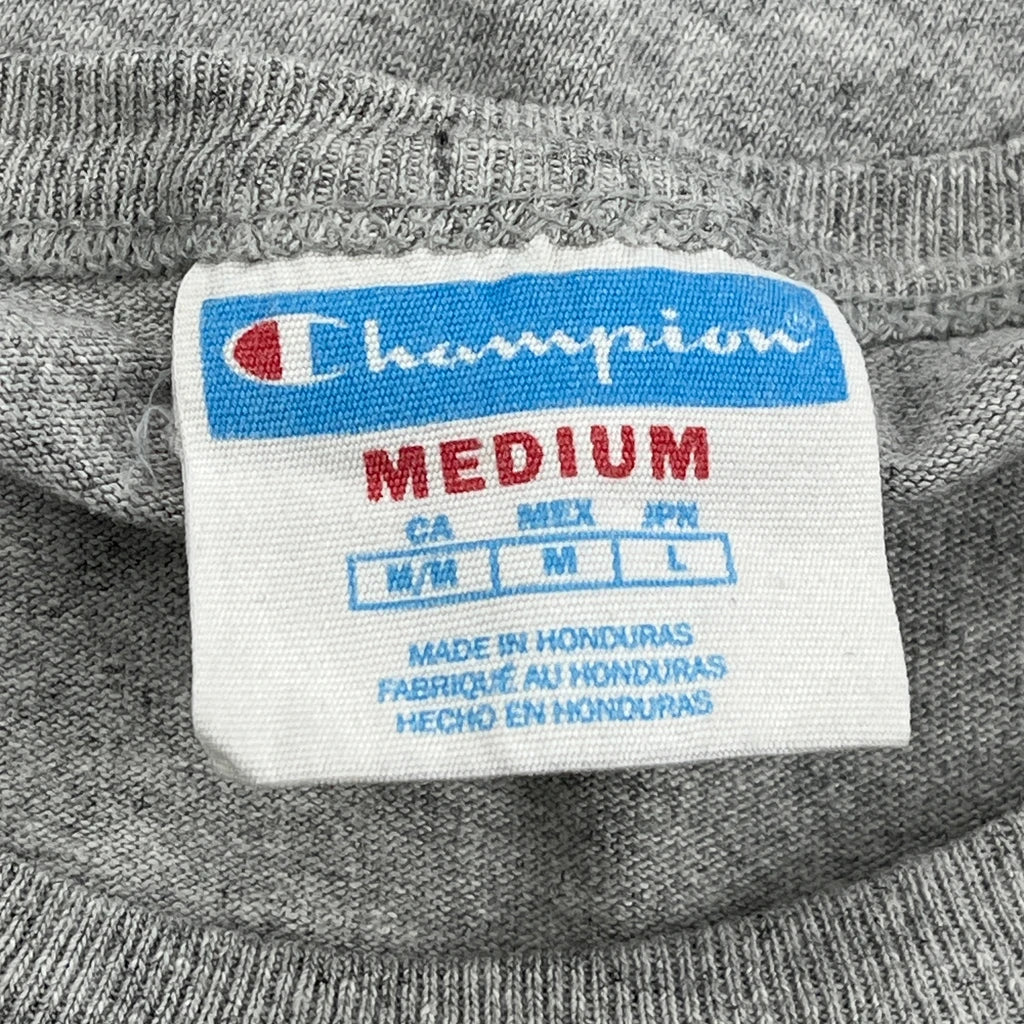 Champion®
MEDIUM
CA MEX JPN
M/M M L
MADE IN HONDURAS
FABRIQUÉ AU HONDURAS
HECHO EN HONDURAS